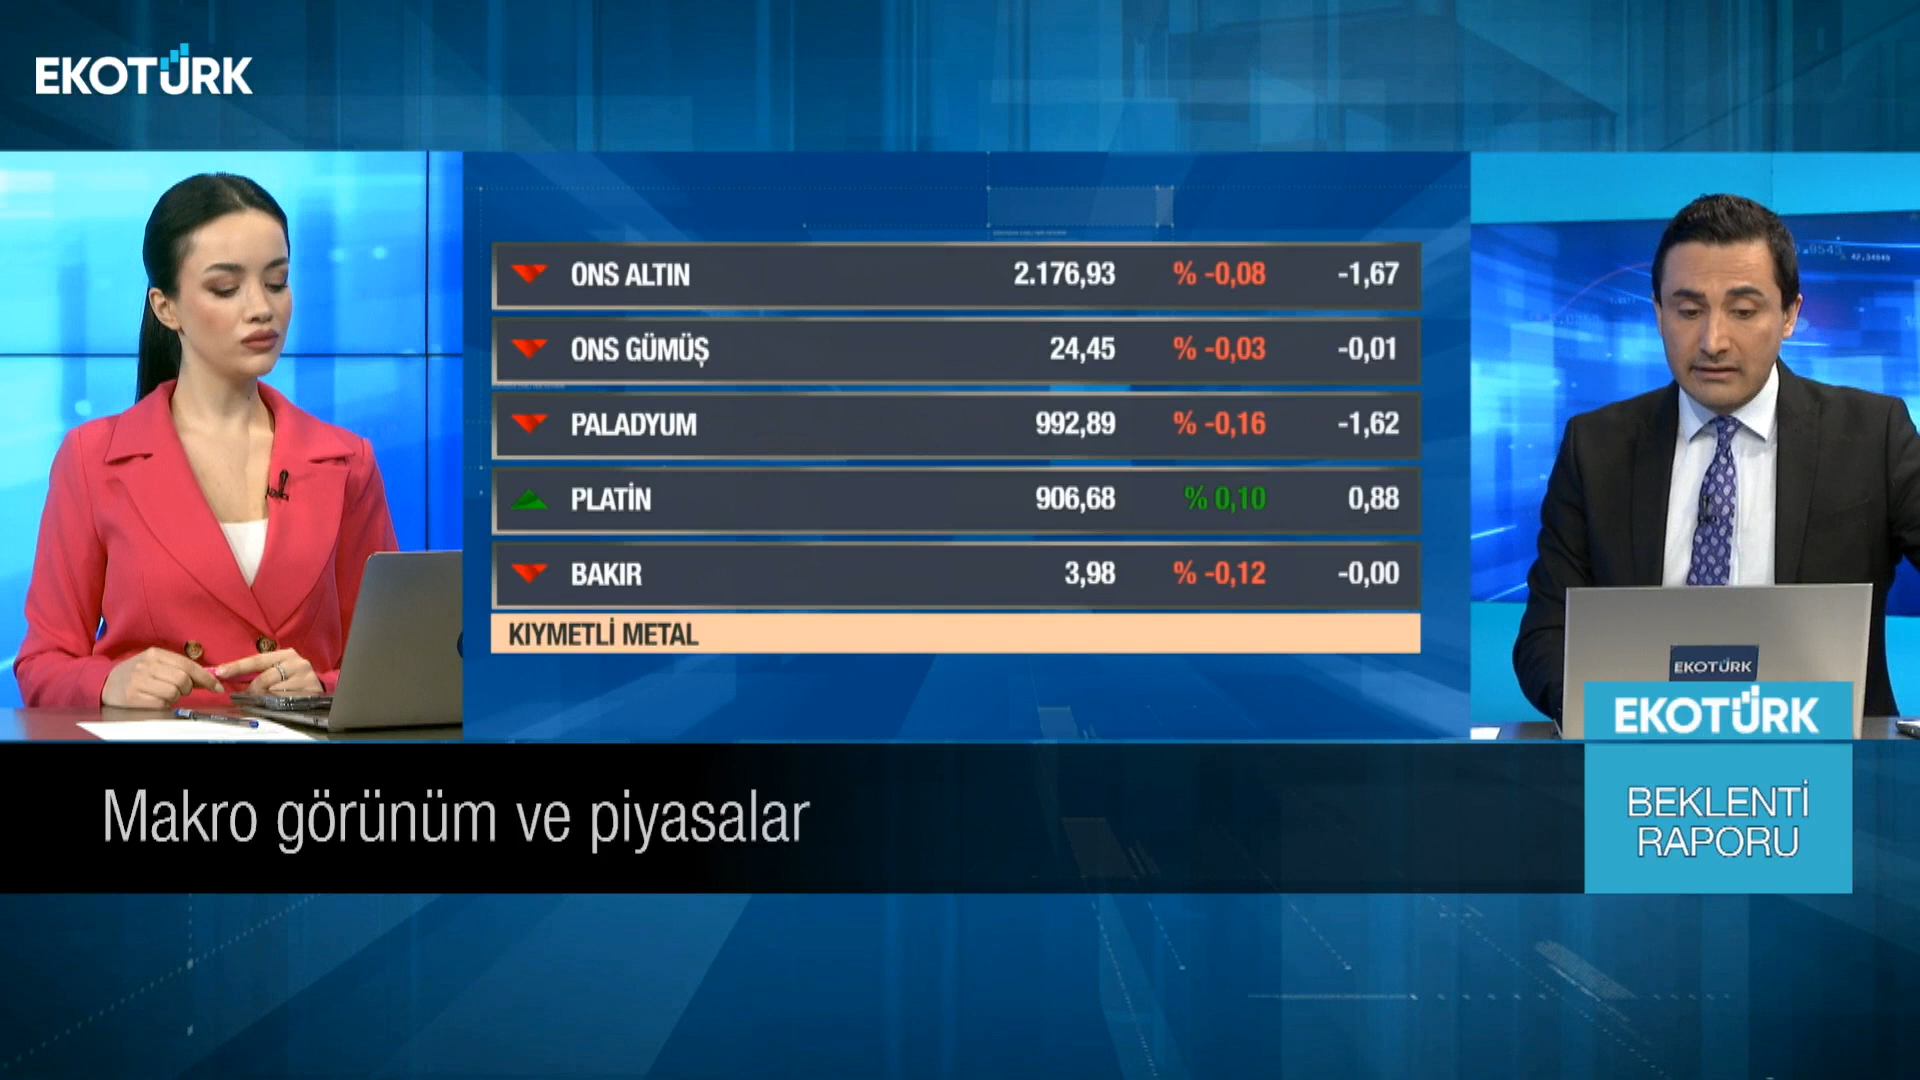 EKOTÜRK
ONS ALTIN 2.176,93 % -0,08 -1,67
ONS GÜMÜŞ 24,45 % -0,03 -0,01
PALADYUM 992,89 % -0,16 -1,62
PLATİN 906,68 % 0,10 0,88
BAKIR 3,98 % -0,12 -0,00
KIYMETLİ METAL
EKOTÜRK
EKOTÜRK
Makro görünüm ve piyasalar
BEKLENTİ
RAPORU